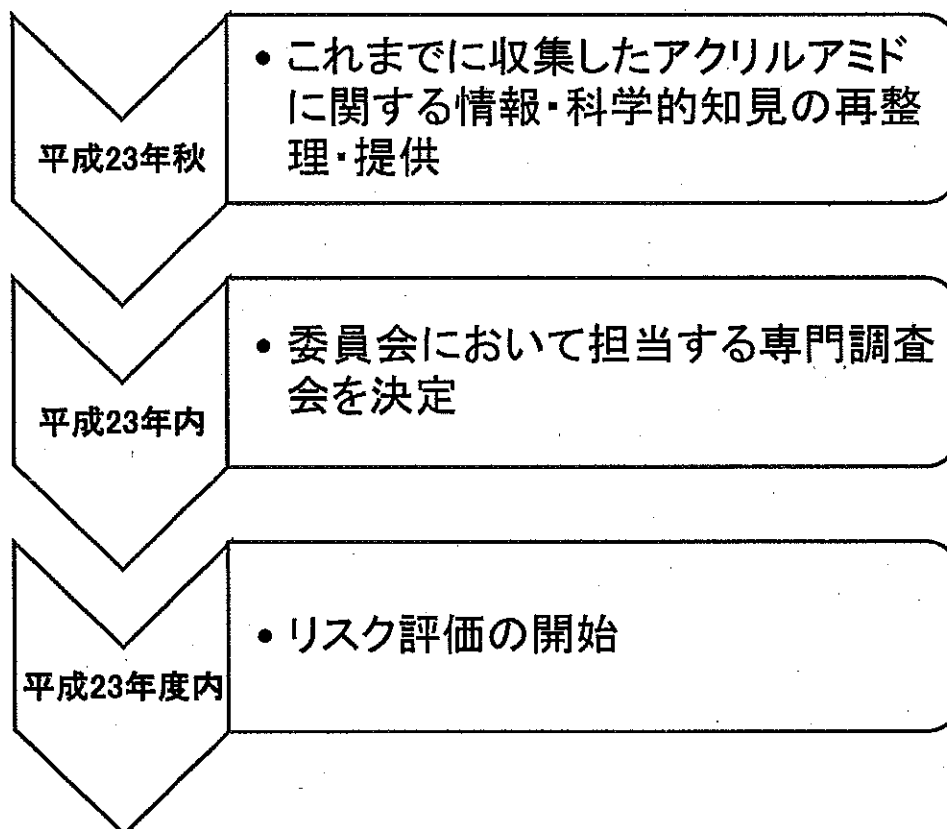 平成23年秋
• これまでに収集したアクリルアミド
に関する情報・科学的知見の再整
理・提供
平成23年内
• 委員会において担当する専門調査
会を決定
平成23年度内
• リスク評価の開始